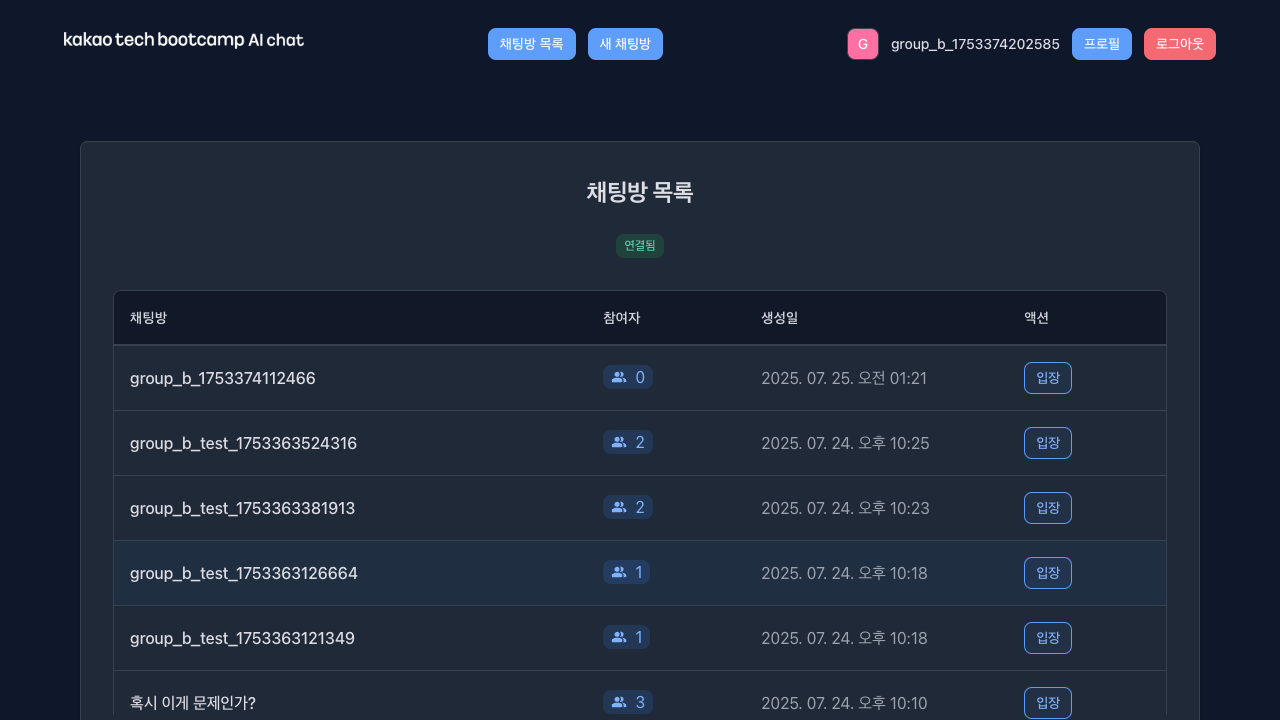 kakao tech bootcamp AI chat
채팅방 목록 새 채팅방
G group_b_1753374202585 프로필 로그아웃
채팅방 목록
연결됨
채팅방 참여자 생성일 액션
group_b_1753374112466 0 2025. 07. 25. 오전 01:21 입장
group_b_test_1753363524316 2 2025. 07. 24. 오후 10:25 입장
group_b_test_1753363381913 2 2025. 07. 24. 오후 10:23 입장
group_b_test_1753363126664 1 2025. 07. 24. 오후 10:18 입장
group_b_test_1753363121349 1 2025. 07. 24. 오후 10:18 입장
혹시 이게 문제인가? 3 2025. 07. 24. 오후 10:10 입장